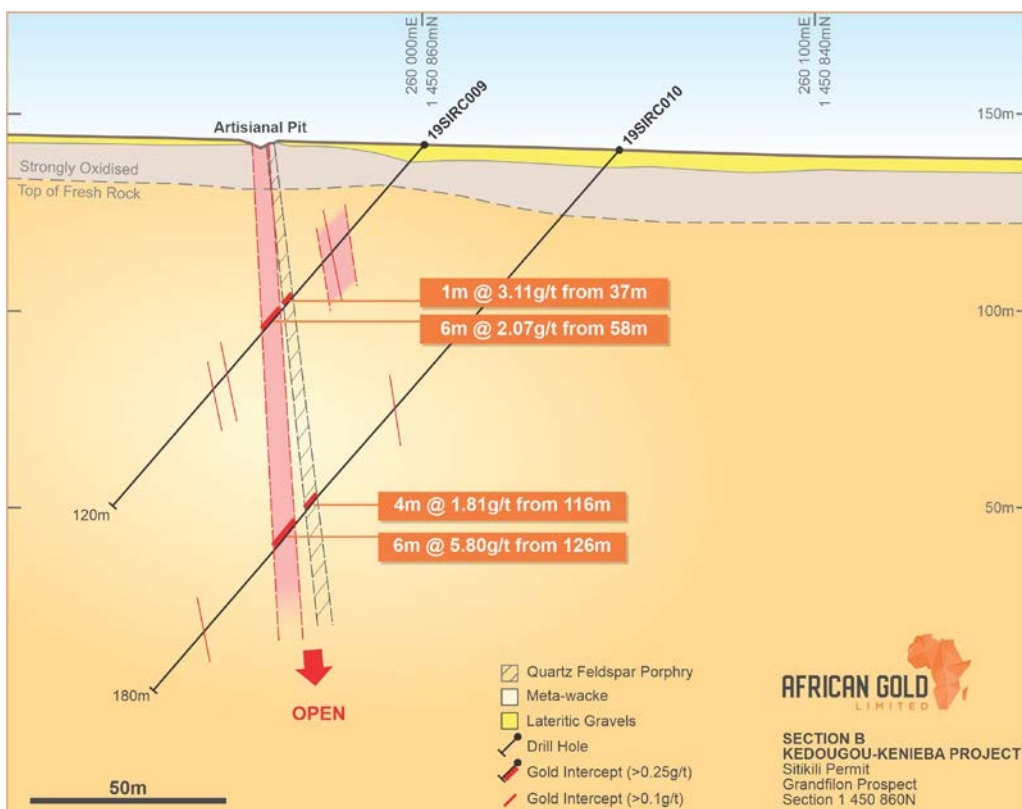 260 000mE
1 450 860mN
260 100mE
1 450 840mN
150m
Artisianal Pit
19SIRC009
19SIRC010
Strongly Oxidised
Top of Fresh Rock
1m @ 3.11g/t from 37m
100m
6m @ 2.07g/t from 58m
4m @ 1.81g/t from 116m
50m
120m
6m @ 5.80g/t from 126m
180m
OPEN
Quartz Feldspar Porphry
Meta-wacke
Lateritic Gravels
Drill Hole
Gold Intercept (>0.25g/t)
Gold Intercept (>0.1g/t)
50m
AFRICAN GOLD
LIMITED
SECTION B
KEDOUGOU-KENIEBA PROJECT
Sitikili Permit
Grandfilon Prospect
Section 1 450 860N